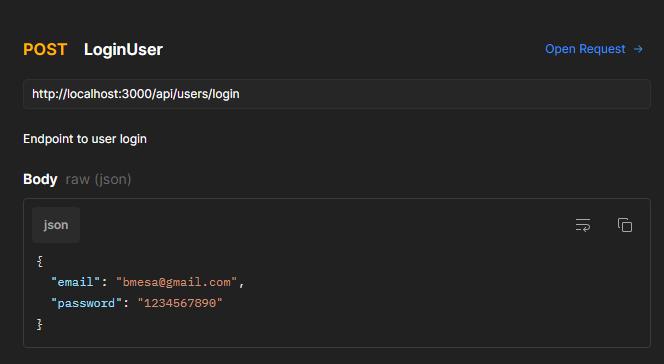 POST LoginUser Open Request →
http://localhost:3000/api/users/login
Endpoint to user login
Body raw (json)
json
{
"email": "bmesa@gmail.com",
"password": "1234567890"
}